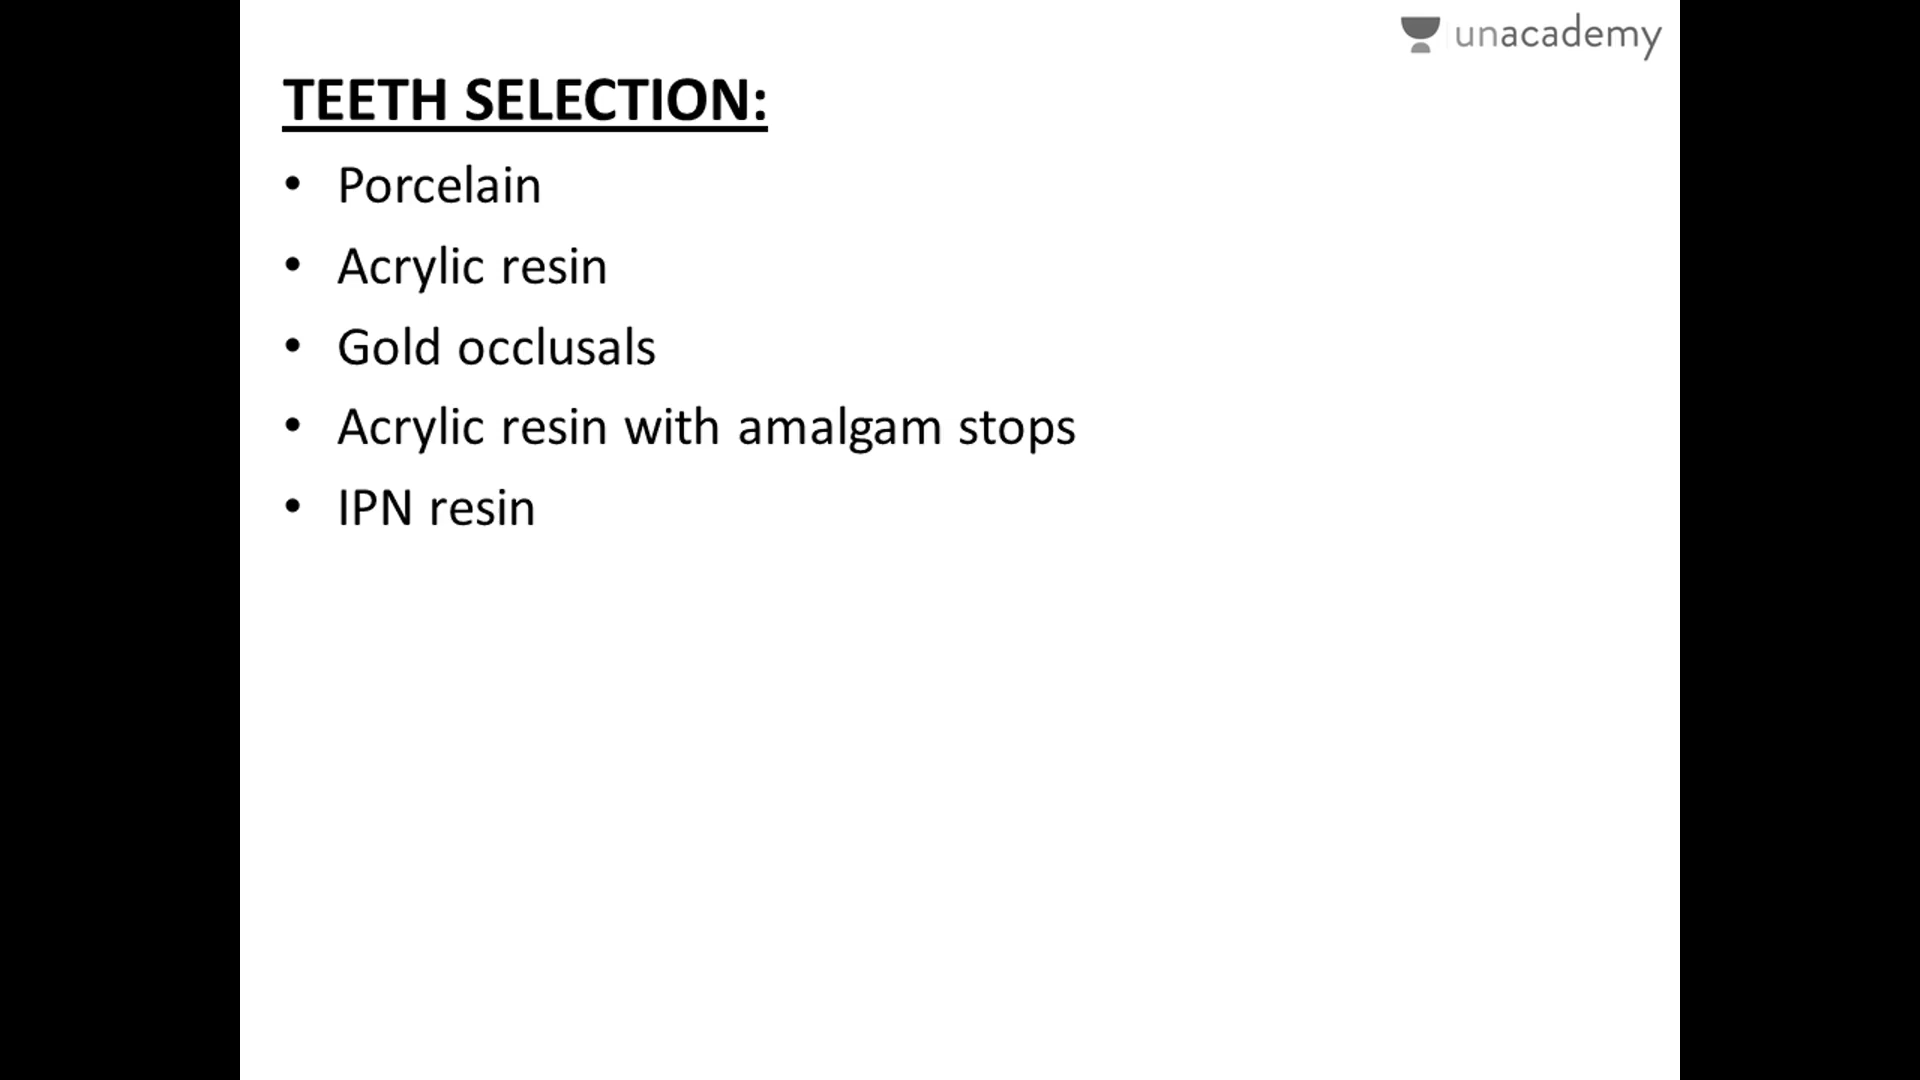 unacademy
TEETH SELECTION:
• Porcelain
• Acrylic resin
• Gold occlusals
• Acrylic resin with amalgam stops
• IPN resin